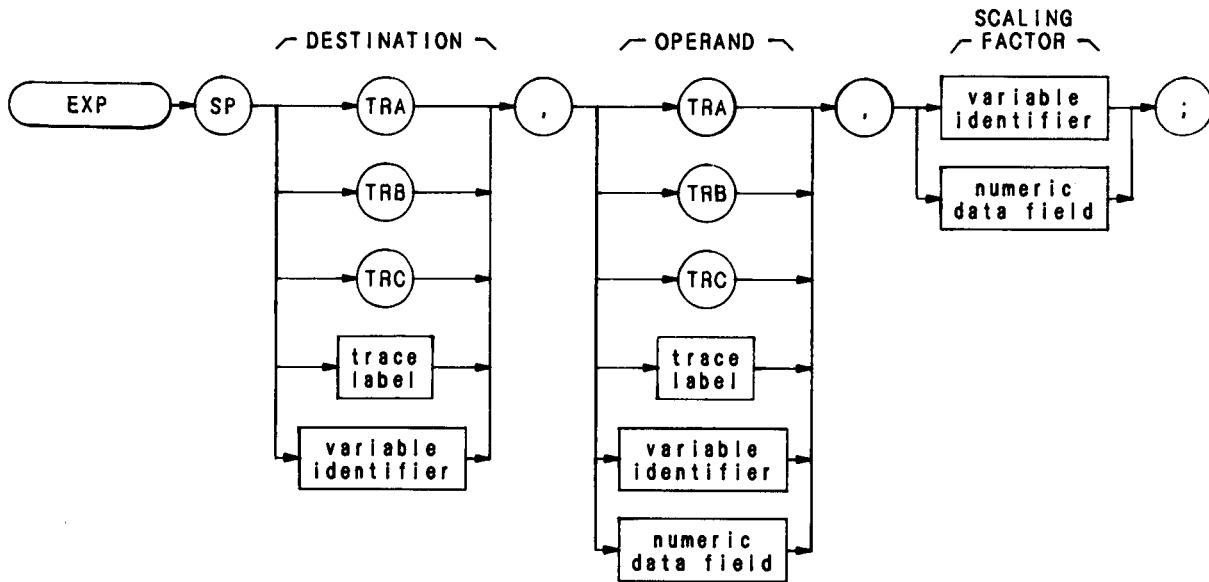 DESTINATION
OPERAND
SCALING
FACTOR
EXP
SP
TRA
TRB
TRC
trace
label
variable
identifier
,
TRA
TRB
TRC
trace
label
variable
identifier
numeric
data field
,
variable
identifier
numeric
data field
;